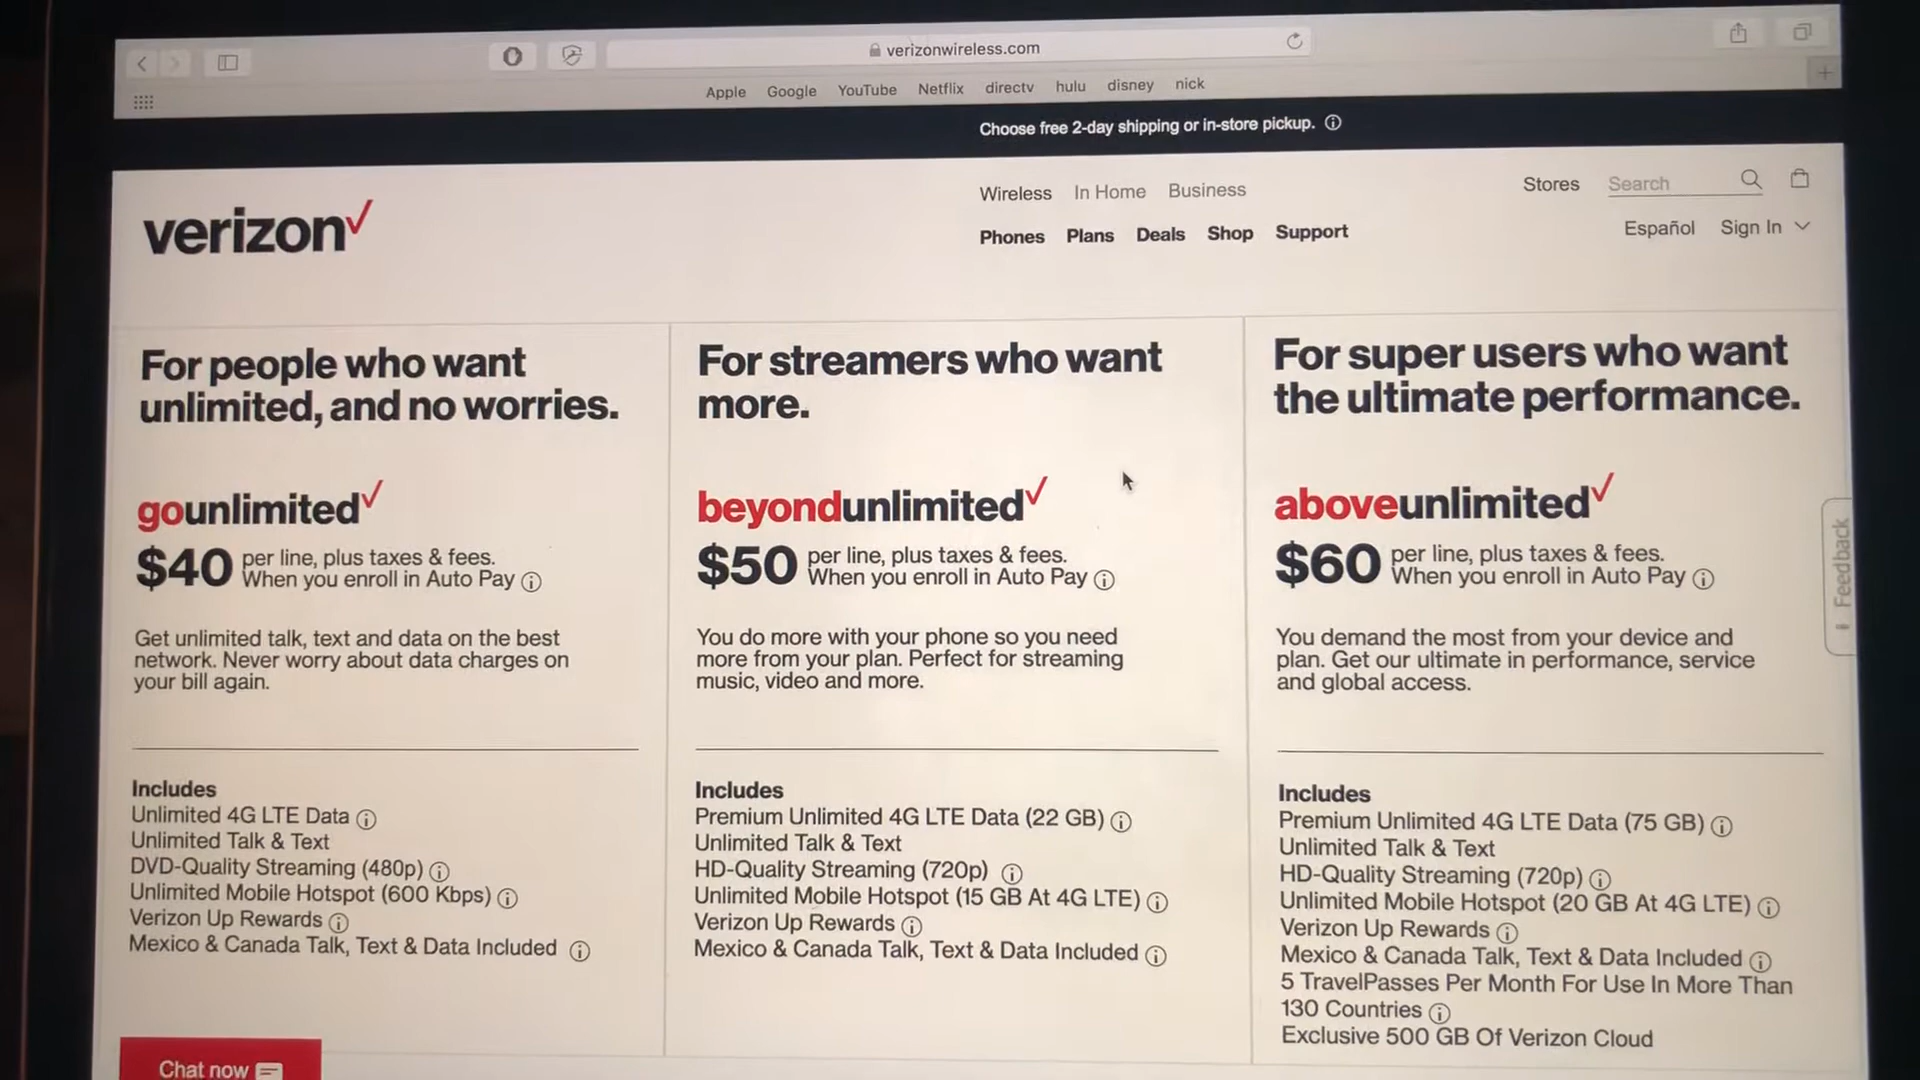 verizonwireless.com
Apple Google YouTube Netflix directv hulu disney nick
Choose free 2-day shipping or in-store pickup.
verizon
Wireless In Home Business
Phones Plans Deals Shop Support
Stores Search
Español Sign In
For people who want
unlimited, and no worries.
gounlimited
$40 per line, plus taxes & fees.
When you enroll in Auto Pay
Get unlimited talk, text and data on the best
network. Never worry about data charges on
your bill again.
Includes
Unlimited 4G LTE Data
Unlimited Talk & Text
DVD-Quality Streaming (480p)
Unlimited Mobile Hotspot (600 Kbps)
Verizon Up Rewards
Mexico & Canada Talk, Text & Data Included
For streamers who want
more.
beyondunlimited
$50 per line, plus taxes & fees.
When you enroll in Auto Pay
You do more with your phone so you need
more from your plan. Perfect for streaming
music, video and more.
Includes
Premium Unlimited 4G LTE Data (22 GB)
Unlimited Talk & Text
HD-Quality Streaming (720p)
Unlimited Mobile Hotspot (15 GB At 4G LTE)
Verizon Up Rewards
Mexico & Canada Talk, Text & Data Included
For super users who want
the ultimate performance.
aboveunlimited
$60 per line, plus taxes & fees.
When you enroll in Auto Pay
You demand the most from your device and
plan. Get our ultimate in performance, service
and global access.
Includes
Premium Unlimited 4G LTE Data (75 GB)
Unlimited Talk & Text
HD-Quality Streaming (720p)
Unlimited Mobile Hotspot (20 GB At 4G LTE)
Verizon Up Rewards
Mexico & Canada Talk, Text & Data Included
5 TravelPasses Per Month For Use In More Than
130 Countries
Exclusive 500 GB Of Verizon Cloud
Feedback
Chat now